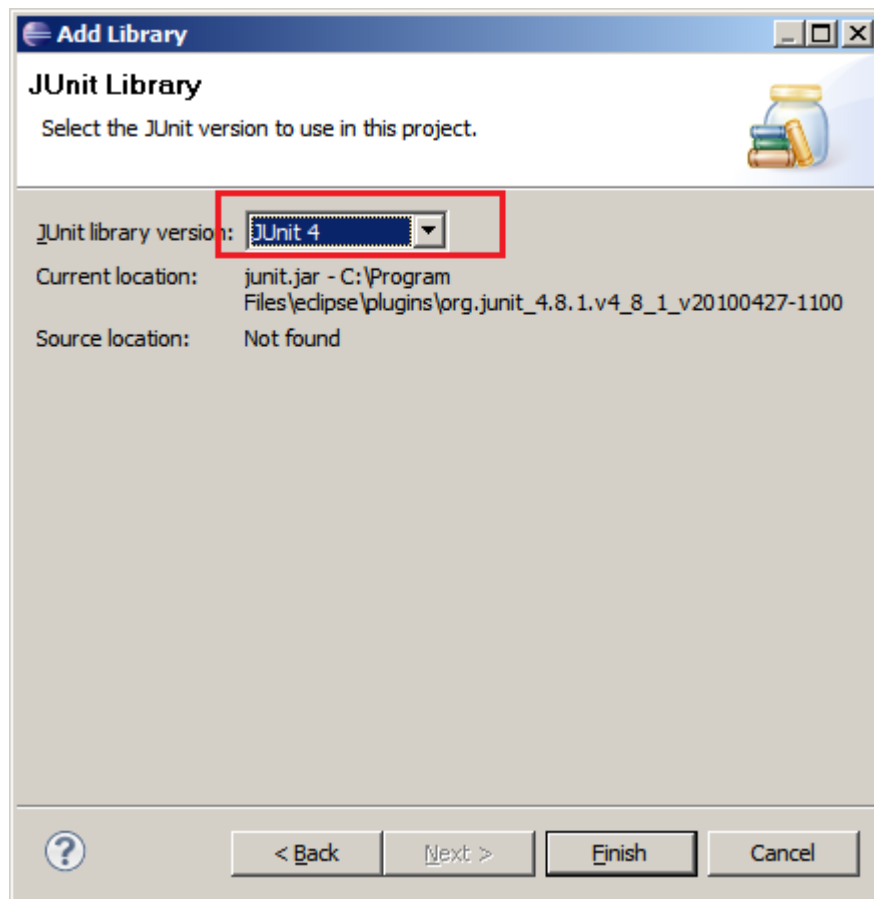 Add Library
JUnit Library
Select the JUnit version to use in this project.
JUnit library version: JUnit 4
Current location: junit.jar - C:\Program
Files\eclipse\plugins\org.junit_4.8.1.v4_8_1_v20100427-1100
Source location: Not found
? < Back Next > Finish Cancel